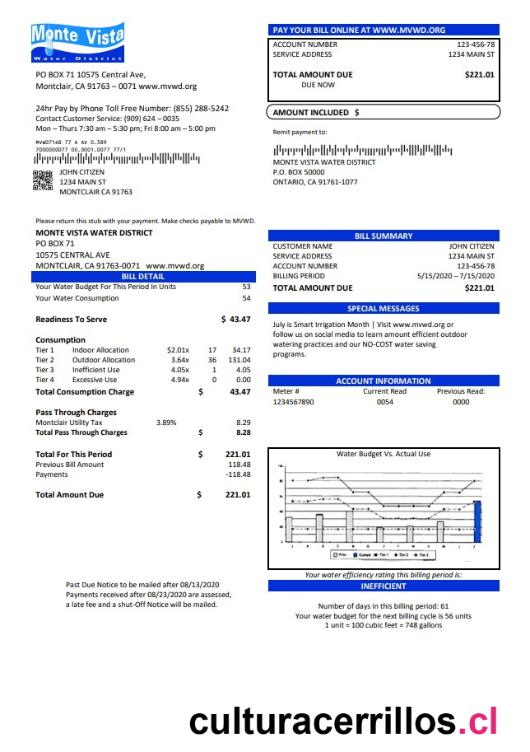 Monte Vista
Water District
PO BOX 71 10575 Central Ave,
Montclair, CA 91763 – 0071 www.mvwd.org
24hr Pay by Phone Toll Free Number: (855) 288-5242
Contact Customer Service: (909) 624 – 0035
Mon – Thurs 7:30 am – 5:30 pm; Fri 8:00 am – 5:00 pm
7000000077 00.0001.0077 77/1
JOHN CITIZEN
1234 MAIN ST
MONTCLAIR CA 91763
PAY YOUR BILL ONLINE AT WWW.MVWD.ORG
ACCOUNT NUMBER 123-456-78
SERVICE ADDRESS 1234 MAIN ST
TOTAL AMOUNT DUE $221.01
DUE NOW
AMOUNT INCLUDED $
Remit payment to:
MONTE VISTA WATER DISTRICT
P.O. BOX 50000
ONTARIO, CA 91761-1077
Please return this stub with your payment. Make checks payable to MVWD.
MONTE VISTA WATER DISTRICT
PO BOX 71
10575 CENTRAL AVE
MONTCLAIR, CA 91763-0071 www.mvwd.org
BILL DETAIL
Your Water Budget For This Period In Units 53
Your Water Consumption 54
Readiness To Serve $ 43.47
Consumption
Tier 1 Indoor Allocation $2.01x 17 34.17
Tier 2 Outdoor Allocation 3.64x 36 131.04
Tier 3 Inefficient Use 4.05x 1 4.05
Tier 4 Excessive Use 4.94x 0 0.00
Total Consumption Charge $ 43.47
Pass Through Charges
Montclair Utility Tax 3.89% 8.29
Total Pass Through Charges $ 8.28
Total For This Period $ 221.01
Previous Bill Amount 118.48
Payments -118.48
Total Amount Due $ 221.01
Past Due Notice to be mailed after 08/13/2020
Payments received after 08/23/2020 are assessed,
a late fee and a shut-Off Notice will be mailed.
BILL SUMMARY
CUSTOMER NAME JOHN CITIZEN
SERVICE ADDRESS 1234 MAIN ST
ACCOUNT NUMBER 123-456-78
BILLING PERIOD 5/15/2020 – 7/15/2020
TOTAL AMOUNT DUE $221.01
SPECIAL MESSAGES
July is Smart Irrigation Month | Visit www.mvwd.org or
follow us on social media to learn amount efficient outdoor
watering practices and our NO-COST water saving
programs.
ACCOUNT INFORMATION
Meter # Current Read Previous Read:
1234567890 0054 0000
Water Budget Vs. Actual Use
Your water efficiency rating this billing period is:
INEFFICIENT
Number of days in this billing period: 61
Your water budget for the next billing cycle is 56 units
1 unit = 100 cubic feet = 748 gallons
culturacerrillos.cl